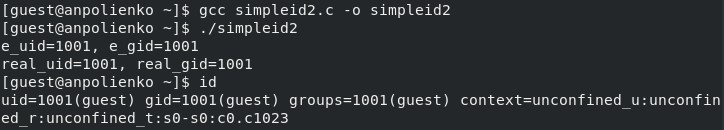 [guest@anpolienko ~]$ gcc simpleid2.c -o simpleid2
[guest@anpolienko ~]$ ./simpleid2
e_uid=1001, e_gid=1001
real_uid=1001, real_gid=1001
[guest@anpolienko ~]$ id
uid=1001(guest) gid=1001(guest) groups=1001(guest) context=unconfined_u:unconfin
ed_r:unconfined_t:s0-s0:c0.c1023